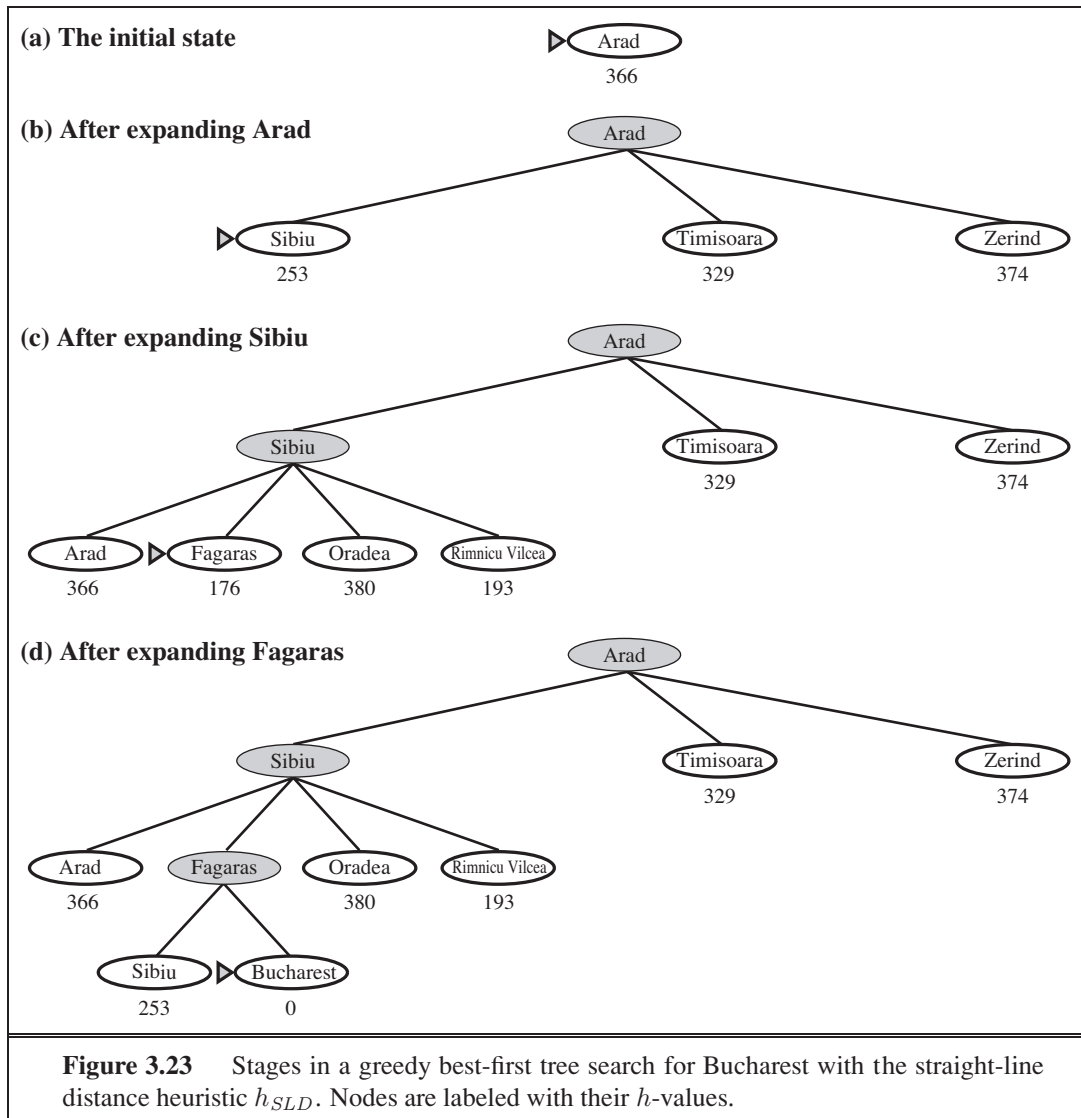 (a) The initial state
Arad
366
(b) After expanding Arad
Arad
Sibiu
Timisoara
Zerind
253
329
374
(c) After expanding Sibiu
Arad
Sibiu
Timisoara
Zerind
329
374
Arad
Fagaras
Oradea
Rimnicu Vilcea
366
176
380
193
(d) After expanding Fagaras
Arad
Sibiu
Timisoara
Zerind
329
374
Arad
Fagaras
Oradea
Rimnicu Vilcea
366
380
193
Sibiu
Bucharest
253
0
Figure 3.23 Stages in a greedy best-first tree search for Bucharest with the straight-line
distance heuristic hSLD. Nodes are labeled with their h-values.